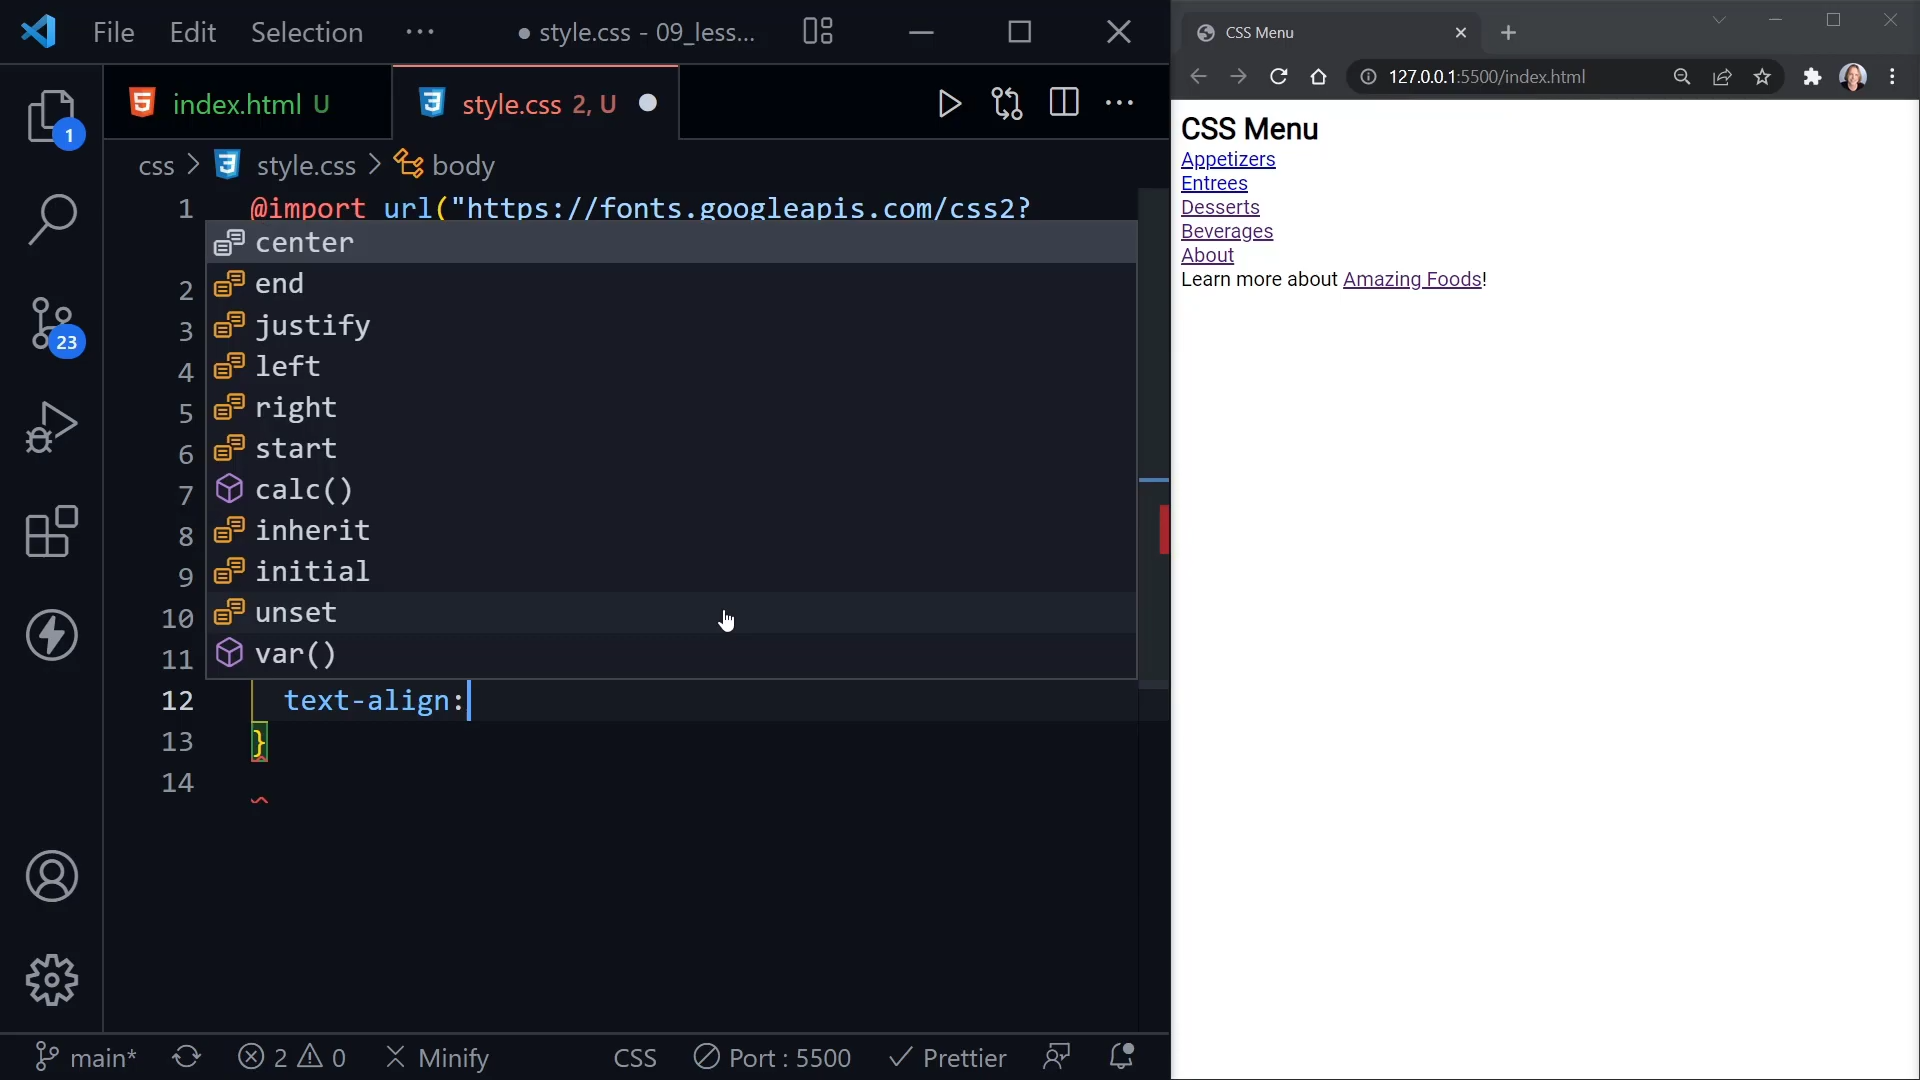 File Edit Selection ··· ● style.css - 09_less...
index.html U style.css 2, U ●
css > style.css > body
1 @import url("https://fonts.googleapis.com/css2?
center
2 end
3 justify
4 left
5 right
6 start
7 calc()
8 inherit
9 initial
10 unset
11 var()
12 text-align:
13 }
14
1
23
main* 2 0 Minify CSS Port : 5500 Prettier
CSS Menu
127.0.0.1:5500/index.html
CSS Menu
Appetizers
Entrees
Desserts
Beverages
About
Learn more about Amazing Foods!